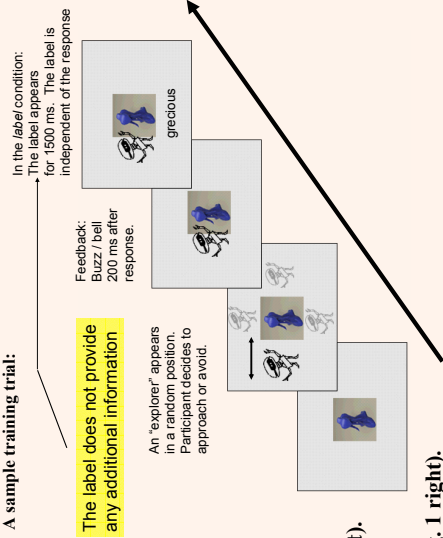 A sample training trial:
The label does not provide
any additional information
In the label condition:
The label appears
for 1500 ms. The label is
independent of the response
Feedback:
Buzz / bell
200 ms after
response.
An "explorer" appears
in a random position.
Participant decides to
approach or avoid.
grecious
t).
. 1 right).